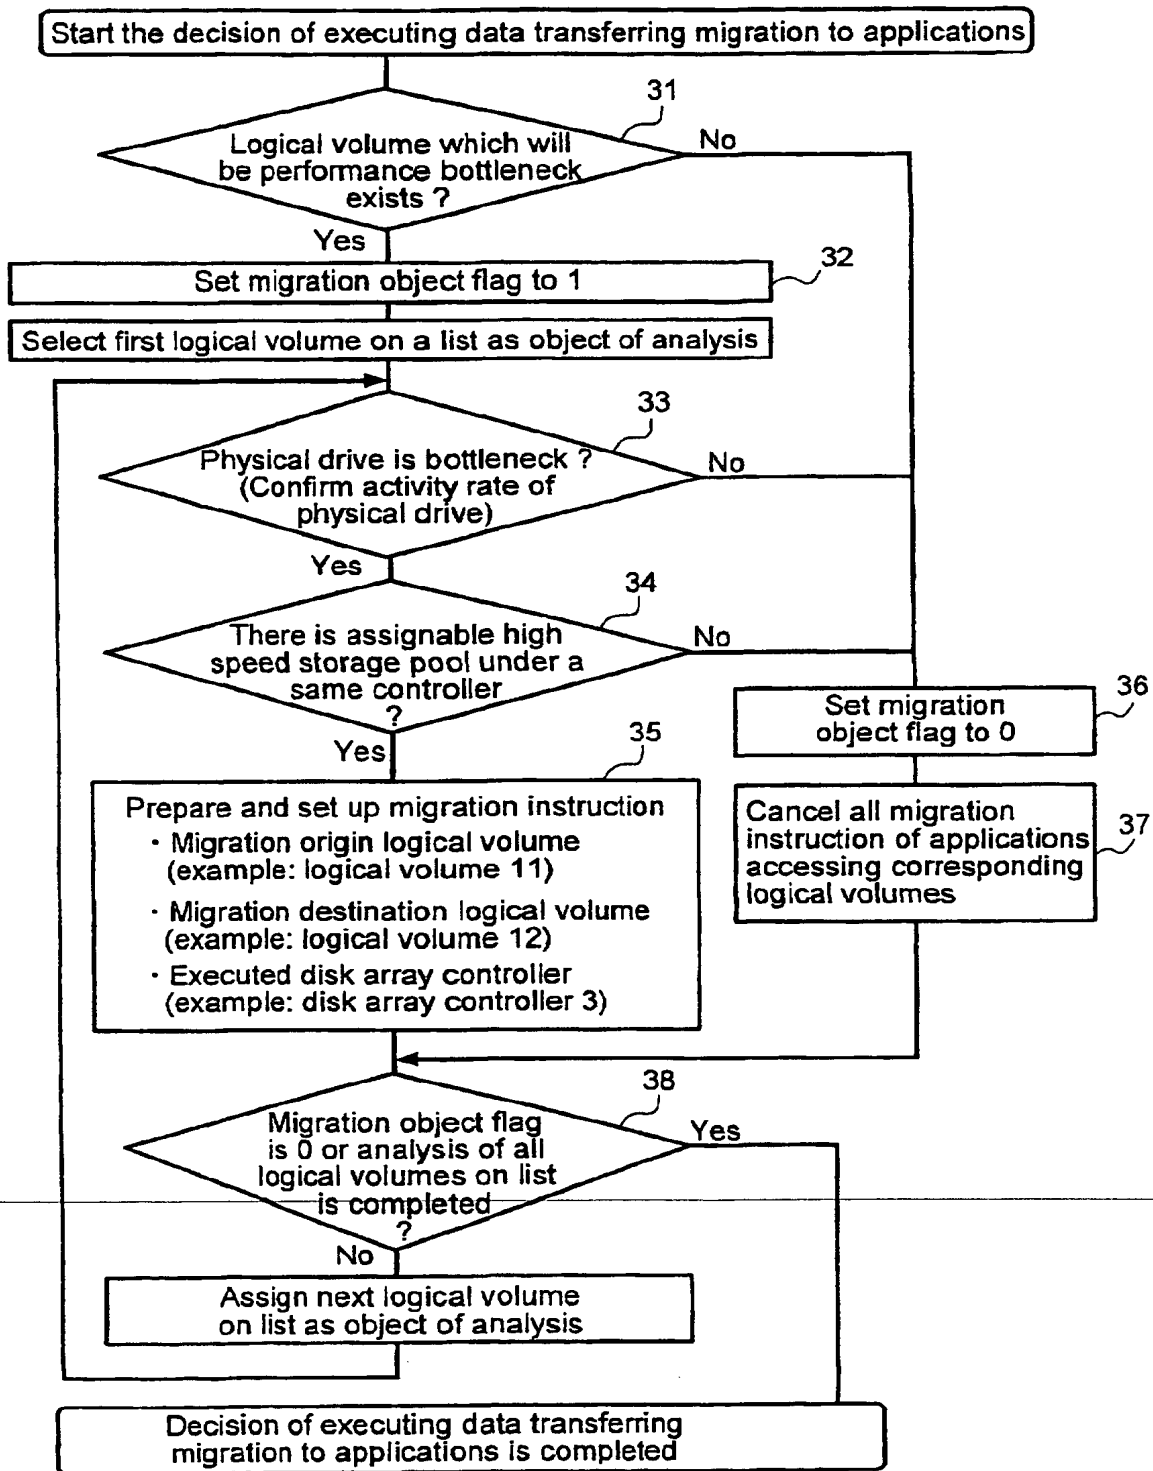 Start the decision of executing data transferring migration to applications
31
Logical volume which will
be performance bottleneck
exists ?
No
Yes
32
Set migration object flag to 1
Select first logical volume on a list as object of analysis
33
Physical drive is bottleneck ?
(Confirm activity rate of
physical drive)
No
Yes
34
There is assignable high
speed storage pool under a
same controller
?
No
Yes
35
Prepare and set up migration instruction
・Migration origin logical volume
(example: logical volume 11)
・Migration destination logical volume
(example: logical volume 12)
・Executed disk array controller
(example: disk array controller 3)
36
Set migration
object flag to 0
37
Cancel all migration
instruction of applications
accessing corresponding
logical volumes
38
Migration object flag
is 0 or analysis of all
logical volumes on list
is completed
?
Yes
No
Assign next logical volume
on list as object of analysis
Decision of executing data transferring
migration to applications is completed